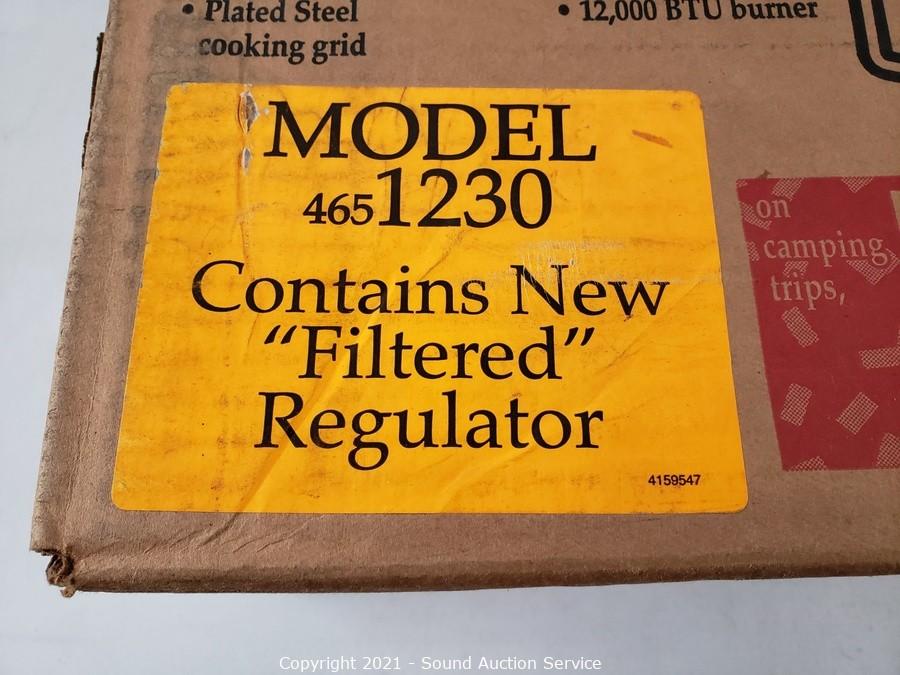 • Plated Steel
cooking grid
• 12,000 BTU burner
MODEL
4651230
Contains New
“Filtered”
Regulator
4159547
on
camping
trips,
Copyright 2021 - Sound Auction Service